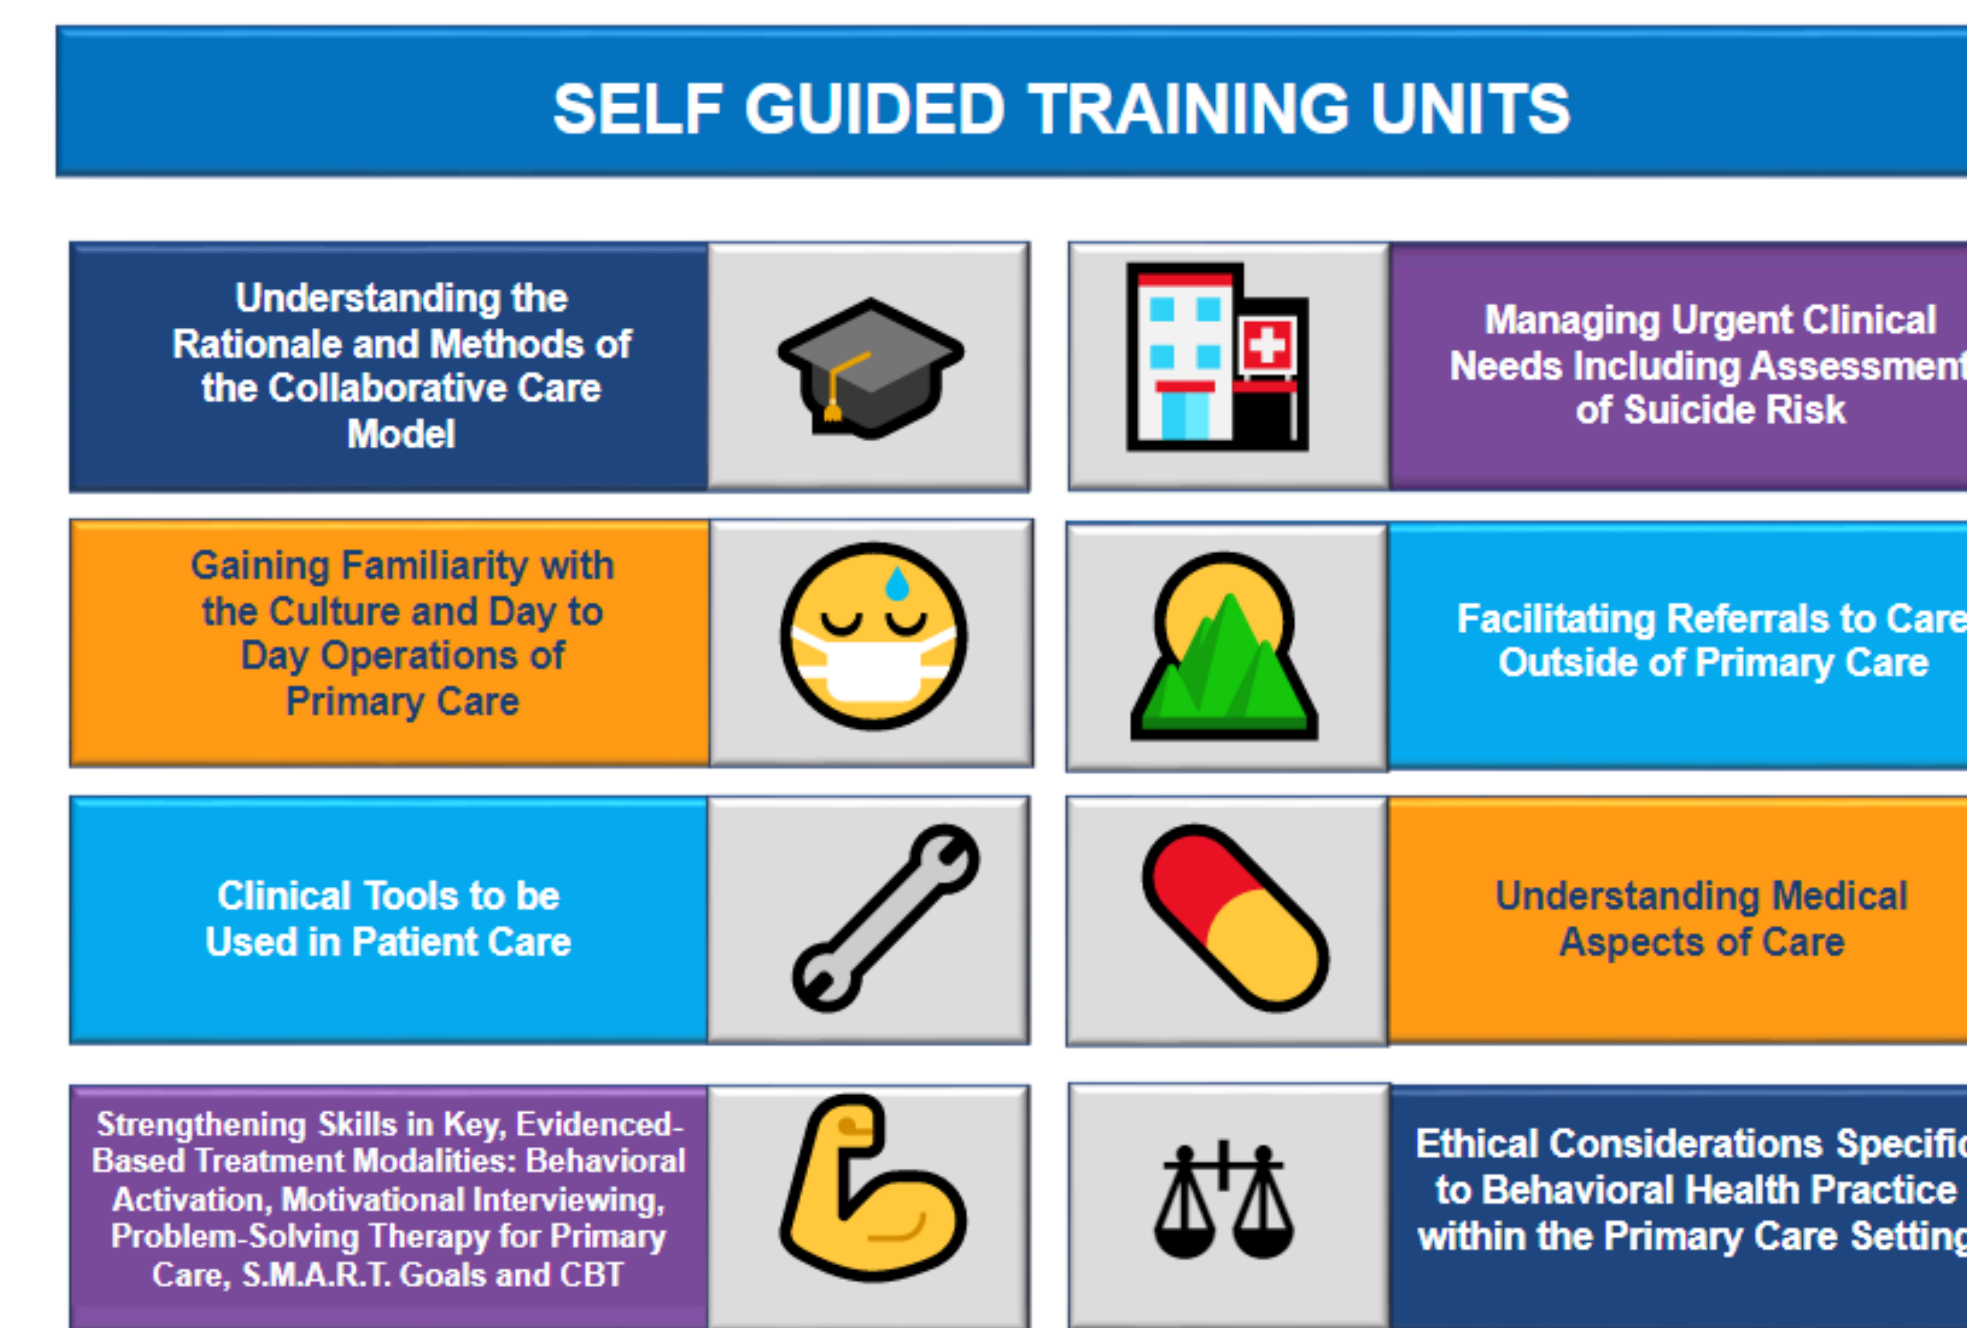 SELF GUIDED TRAINING UNITS
Understanding the
Rationale and Methods of
the Collaborative Care
Model
Managing Urgent Clinical
Needs Including Assessment
of Suicide Risk
Gaining Familiarity with
the Culture and Day to
Day Operations of
Primary Care
Facilitating Referrals to Care
Outside of Primary Care
Clinical Tools to be
Used in Patient Care
Understanding Medical
Aspects of Care
Strengthening Skills in Key, Evidenced-
Based Treatment Modalities: Behavioral
Activation, Motivational Interviewing,
Problem-Solving Therapy for Primary
Care, S.M.A.R.T. Goals and CBT
Ethical Considerations Specific
to Behavioral Health Practice
within the Primary Care Setting